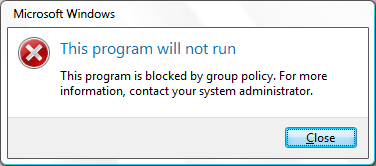 Microsoft Windows
This program will not run
This program is blocked by group policy. For more
information, contact your system administrator.
Close